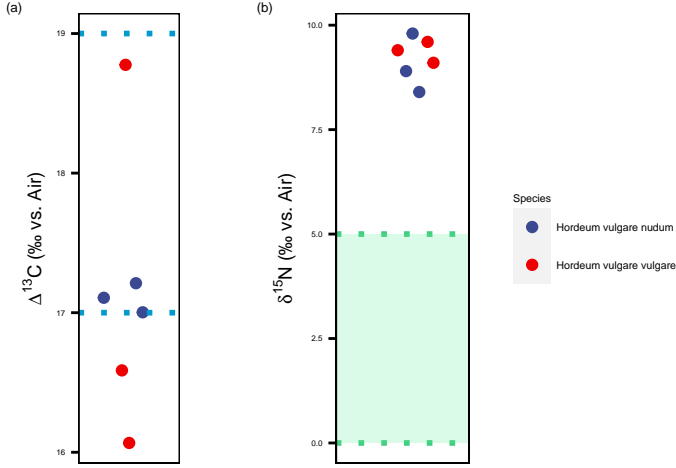 (a)
19
18
17
16
Δ¹³C (‰ vs. Air)
(b)
10.0
7.5
5.0
2.5
0.0
δ¹⁵N (‰ vs. Air)
Species
Hordeum vulgare nudum
Hordeum vulgare vulgare